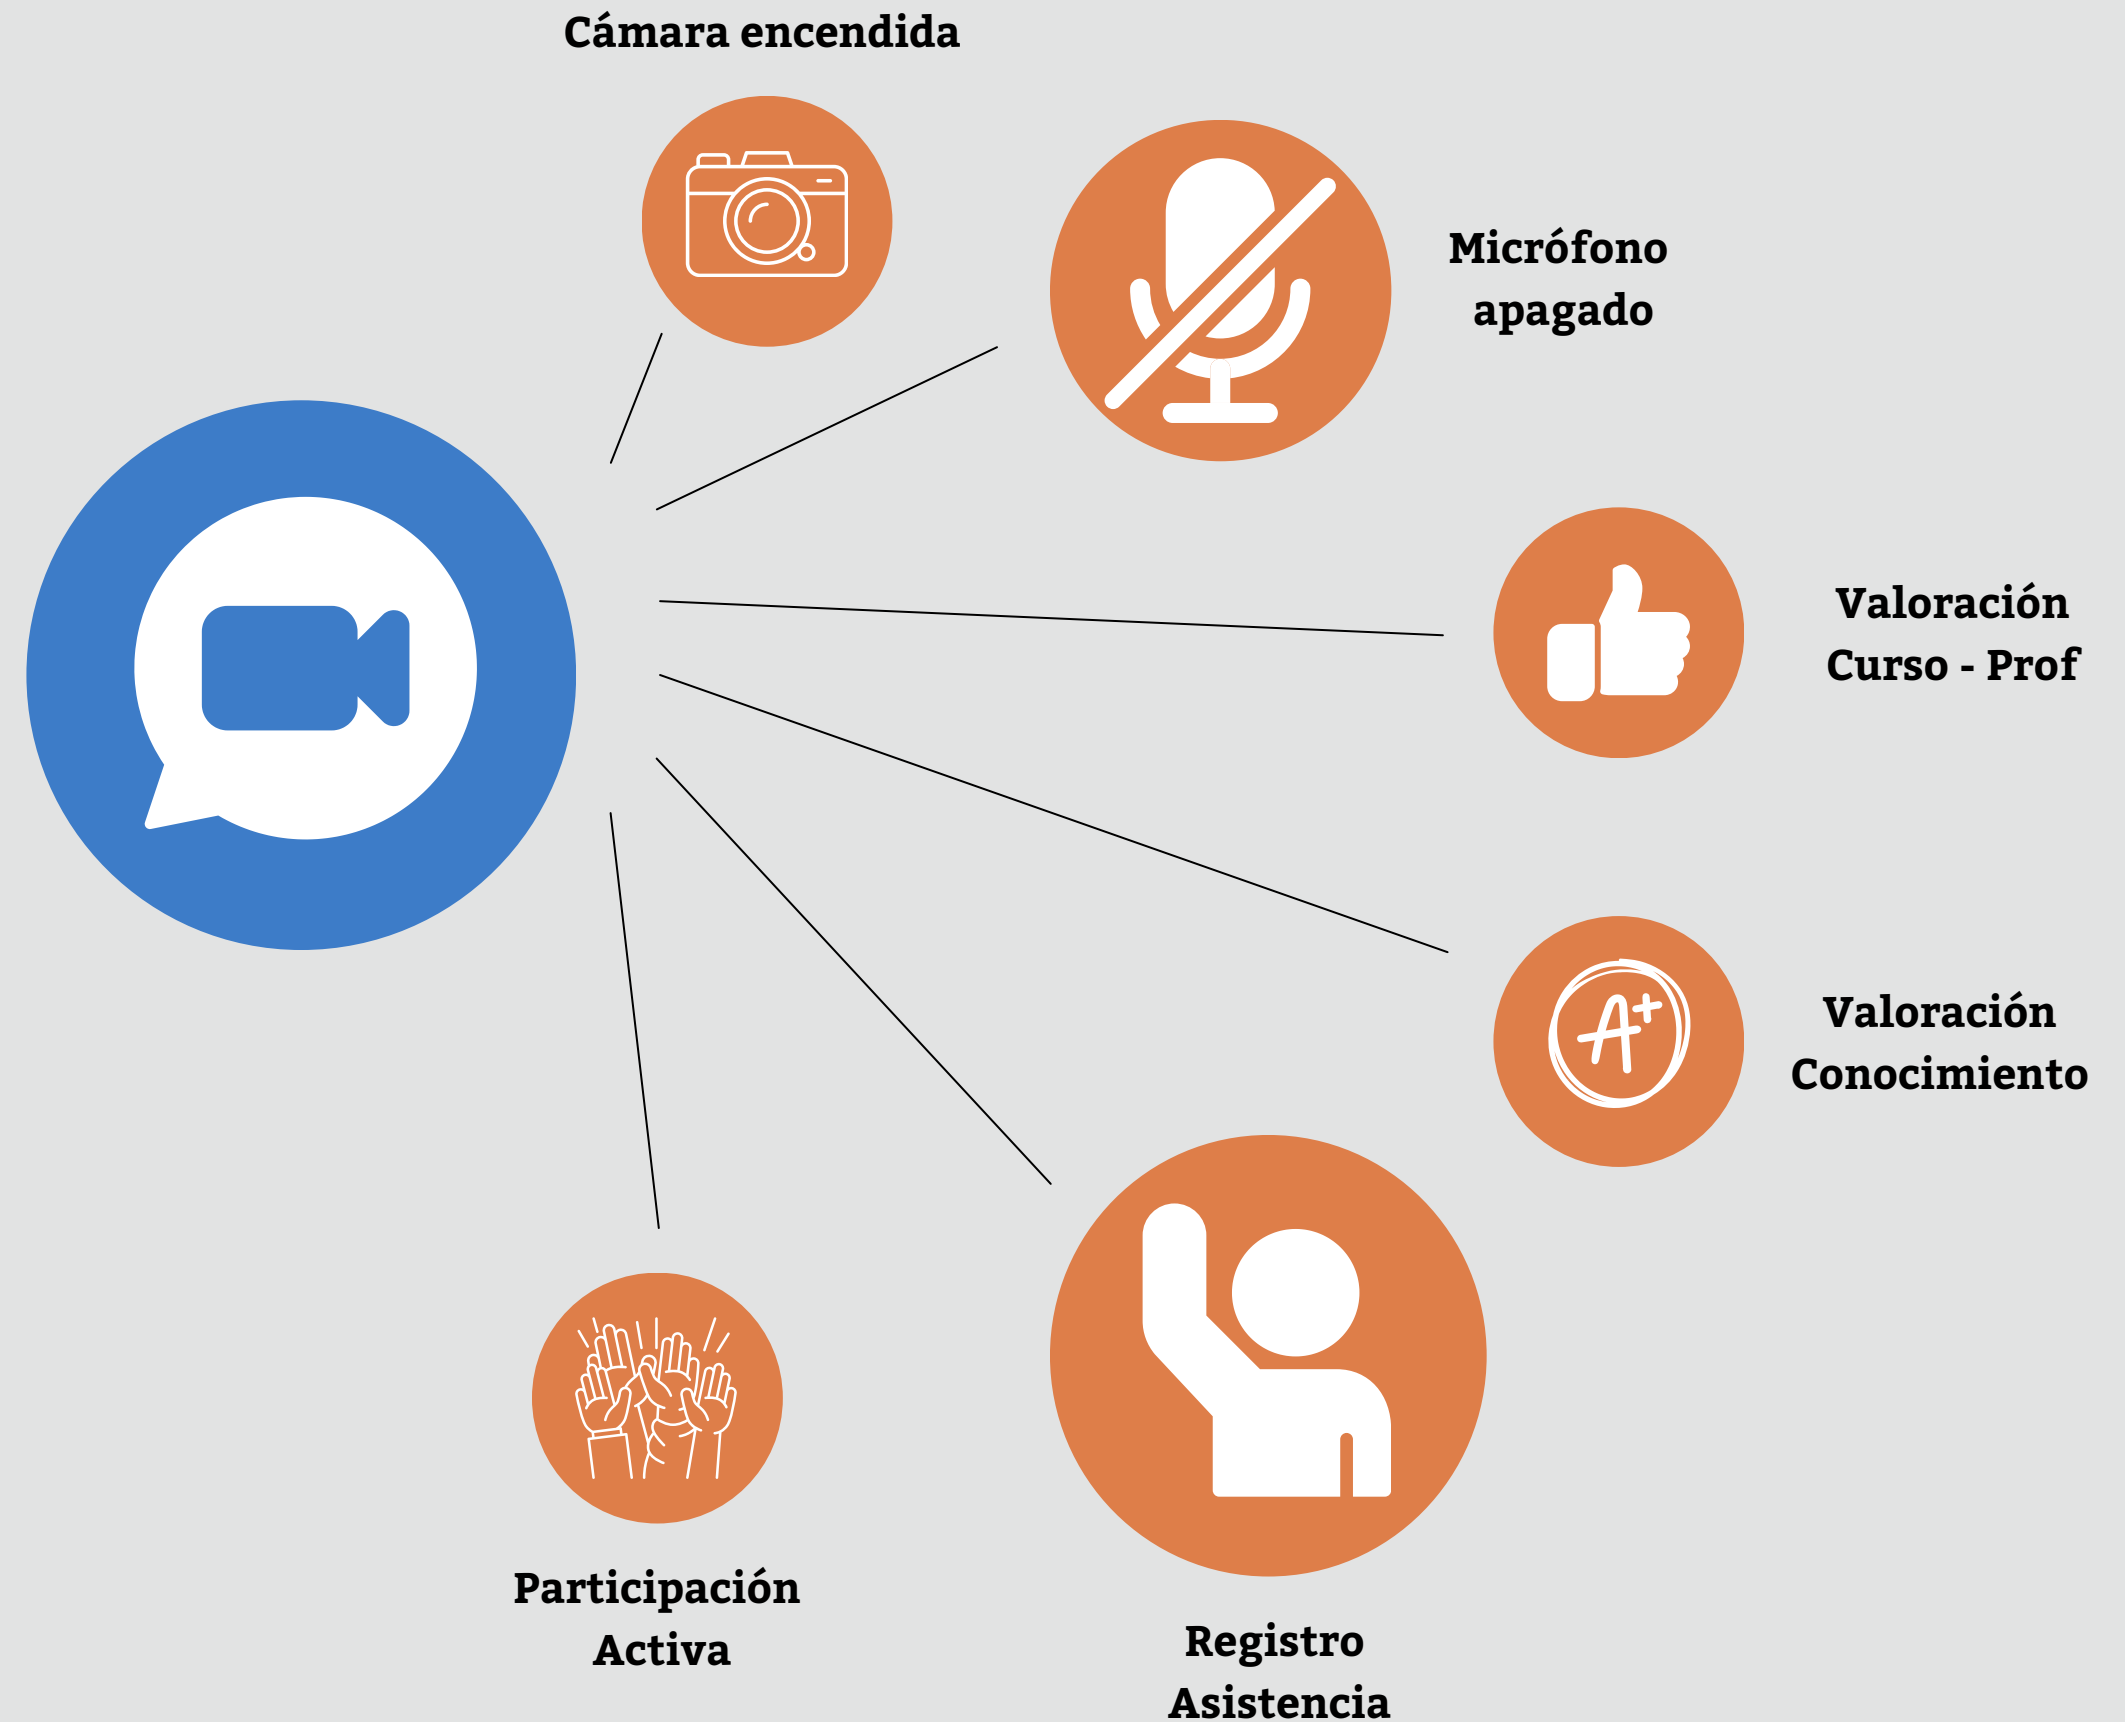 Cámara encendida
Micrófono
apagado
Valoración
Curso - Prof
A+
Valoración
Conocimiento
Participación
Activa
Registro
Asistencia